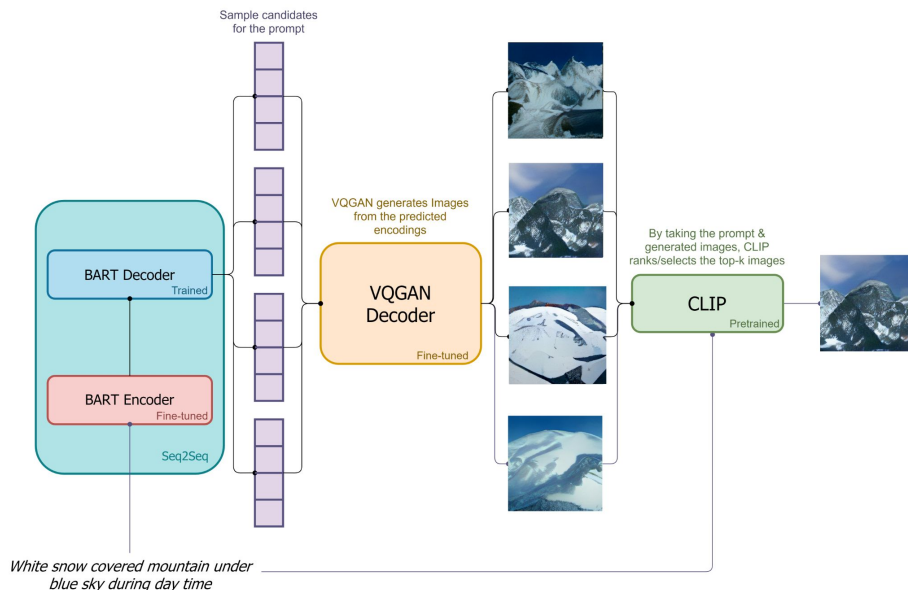 Sample candidates
for the prompt
VQGAN generates Images
from the predicted
encodings
By taking the prompt &
generated images, CLIP
ranks/selects the top-k images
BART Decoder
Trained
VQGAN
Decoder
Fine-tuned
CLIP
Pretrained
BART Encoder
Fine-tuned
Seq2Seq
White snow covered mountain under
blue sky during day time